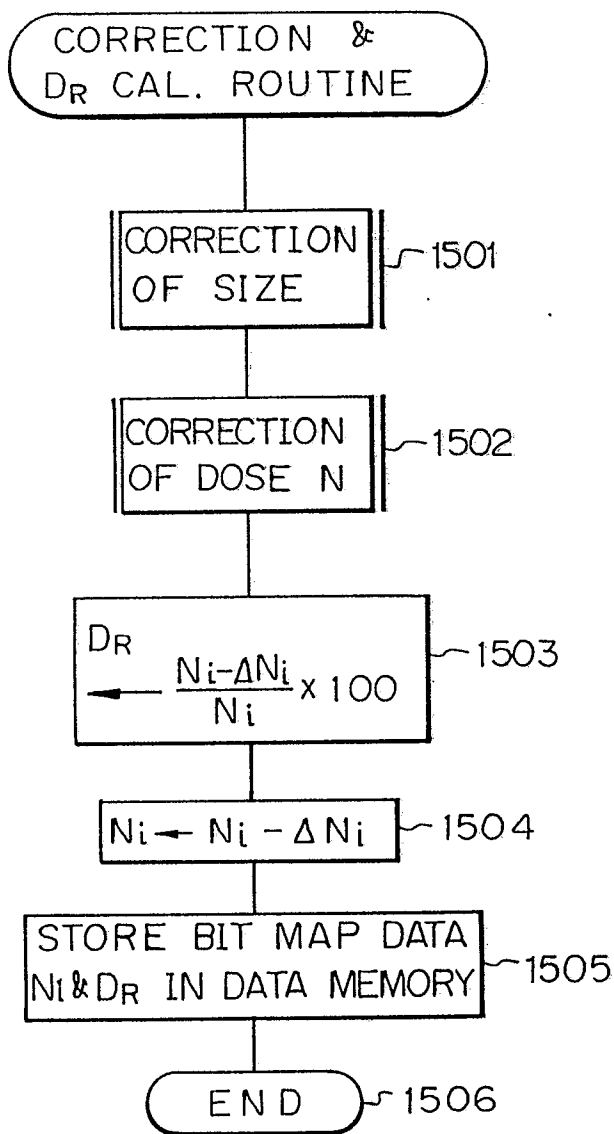 CORRECTION &
DR CAL. ROUTINE
CORRECTION
OF SIZE
1501
CORRECTION
OF DOSE N
1502
DR
← Ni-ΔNi / Ni × 100
1503
Ni ← Ni - ΔNi
1504
STORE BIT MAP DATA
Ni & DR IN DATA MEMORY
1505
END
1506